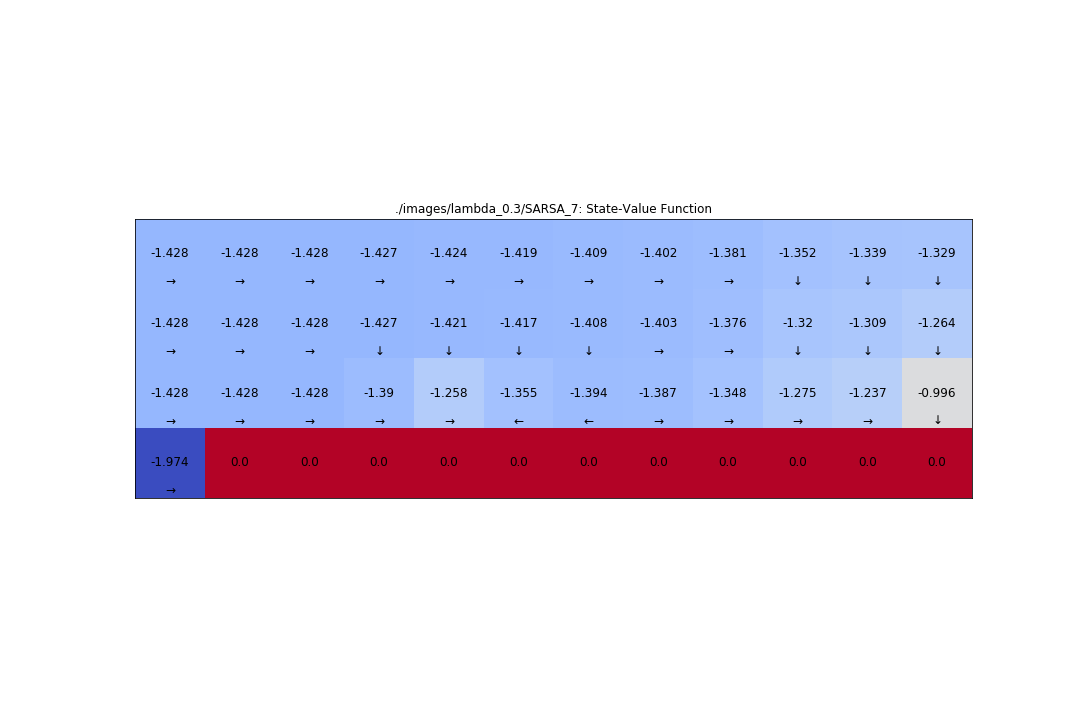 ./images/lambda_0.3/SARSA_7: State-Value Function
-1.428 -1.428 -1.428 -1.427 -1.424 -1.419 -1.409 -1.402 -1.381 -1.352 -1.339 -1.329
→ → → → → → → → → ↓ ↓ ↓
-1.428 -1.428 -1.428 -1.427 -1.421 -1.417 -1.408 -1.403 -1.376 -1.32 -1.309 -1.264
→ → → ↓ ↓ ↓ ↓ → → ↓ ↓ ↓
-1.428 -1.428 -1.428 -1.39 -1.258 -1.355 -1.394 -1.387 -1.348 -1.275 -1.237 -0.996
→ → → → → ← ← → → → → ↓
-1.974 0.0 0.0 0.0 0.0 0.0 0.0 0.0 0.0 0.0 0.0 0.0
→